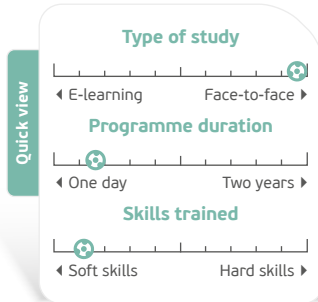 Quick view
Type of study
E-learning Face-to-face
Programme duration
One day Two years
Skills trained
Soft skills Hard skills